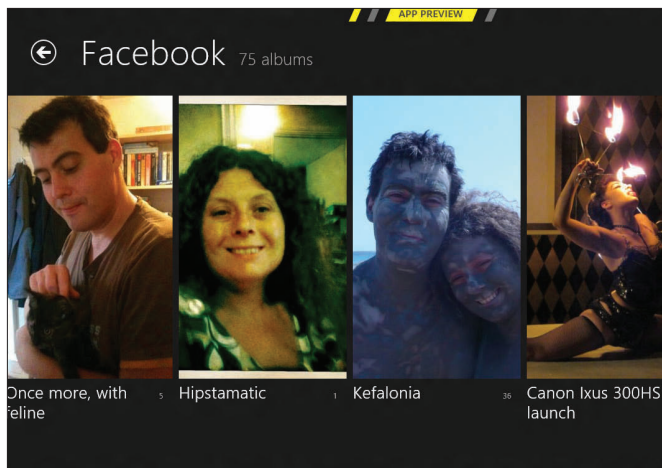 APP PREVIEW
Facebook 75 albums
Once more, with 5
feline
Hipstamatic 1
Kefalonia 36
Canon Ixus 300HS
launch